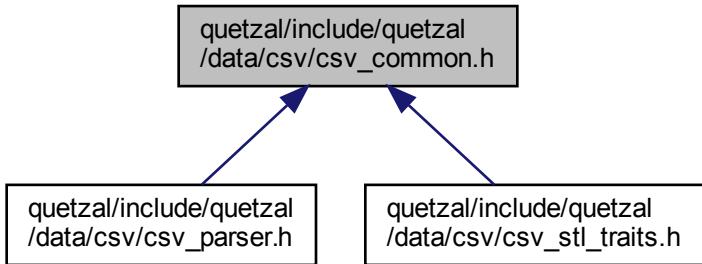 quetzal/include/quetzal
/data/csv/csv_common.h
quetzal/include/quetzal
/data/csv/csv_parser.h
quetzal/include/quetzal
/data/csv/csv_stl_traits.h